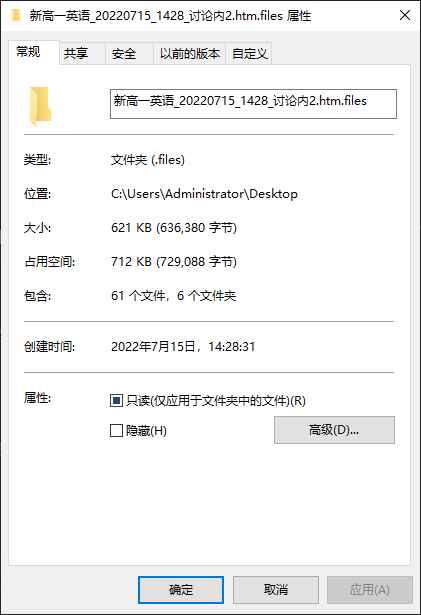 新高一英语_20220715_1428_讨论内2.htm.files 属性
常规 共享 安全 以前的版本 自定义
新高一英语_20220715_1428_讨论内2.htm.files
类型: 文件夹 (.files)
位置: C:\Users\Administrator\Desktop
大小: 621 KB (636,380 字节)
占用空间: 712 KB (729,088 字节)
包含: 61 个文件，6 个文件夹
创建时间: 2022年7月15日，14:28:31
属性: 只读(仅应用于文件夹中的文件)(R)
隐藏(H) 高级(D)...
确定 取消 应用(A)